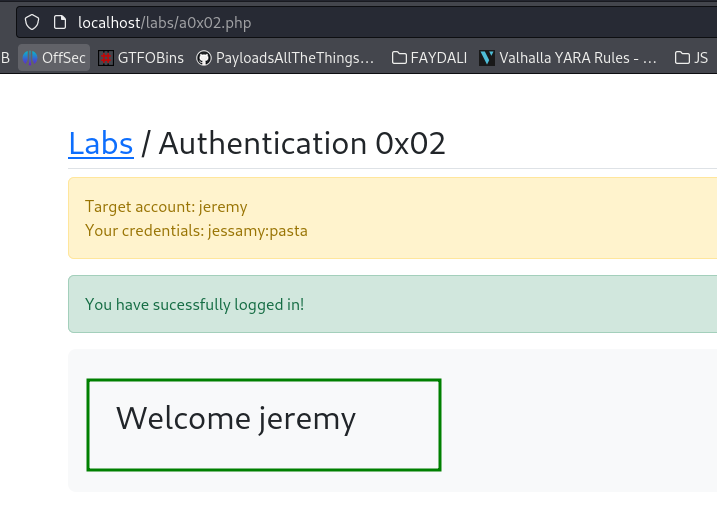 localhost/labs/a0x02.php
B OffSec GTFOBins PayloadsAllTheThings... FAYDALI Valhalla YARA Rules - ... JS
Labs / Authentication 0x02
Target account: jeremy
Your credentials: jessamy:pasta
You have sucessfully logged in!
Welcome jeremy